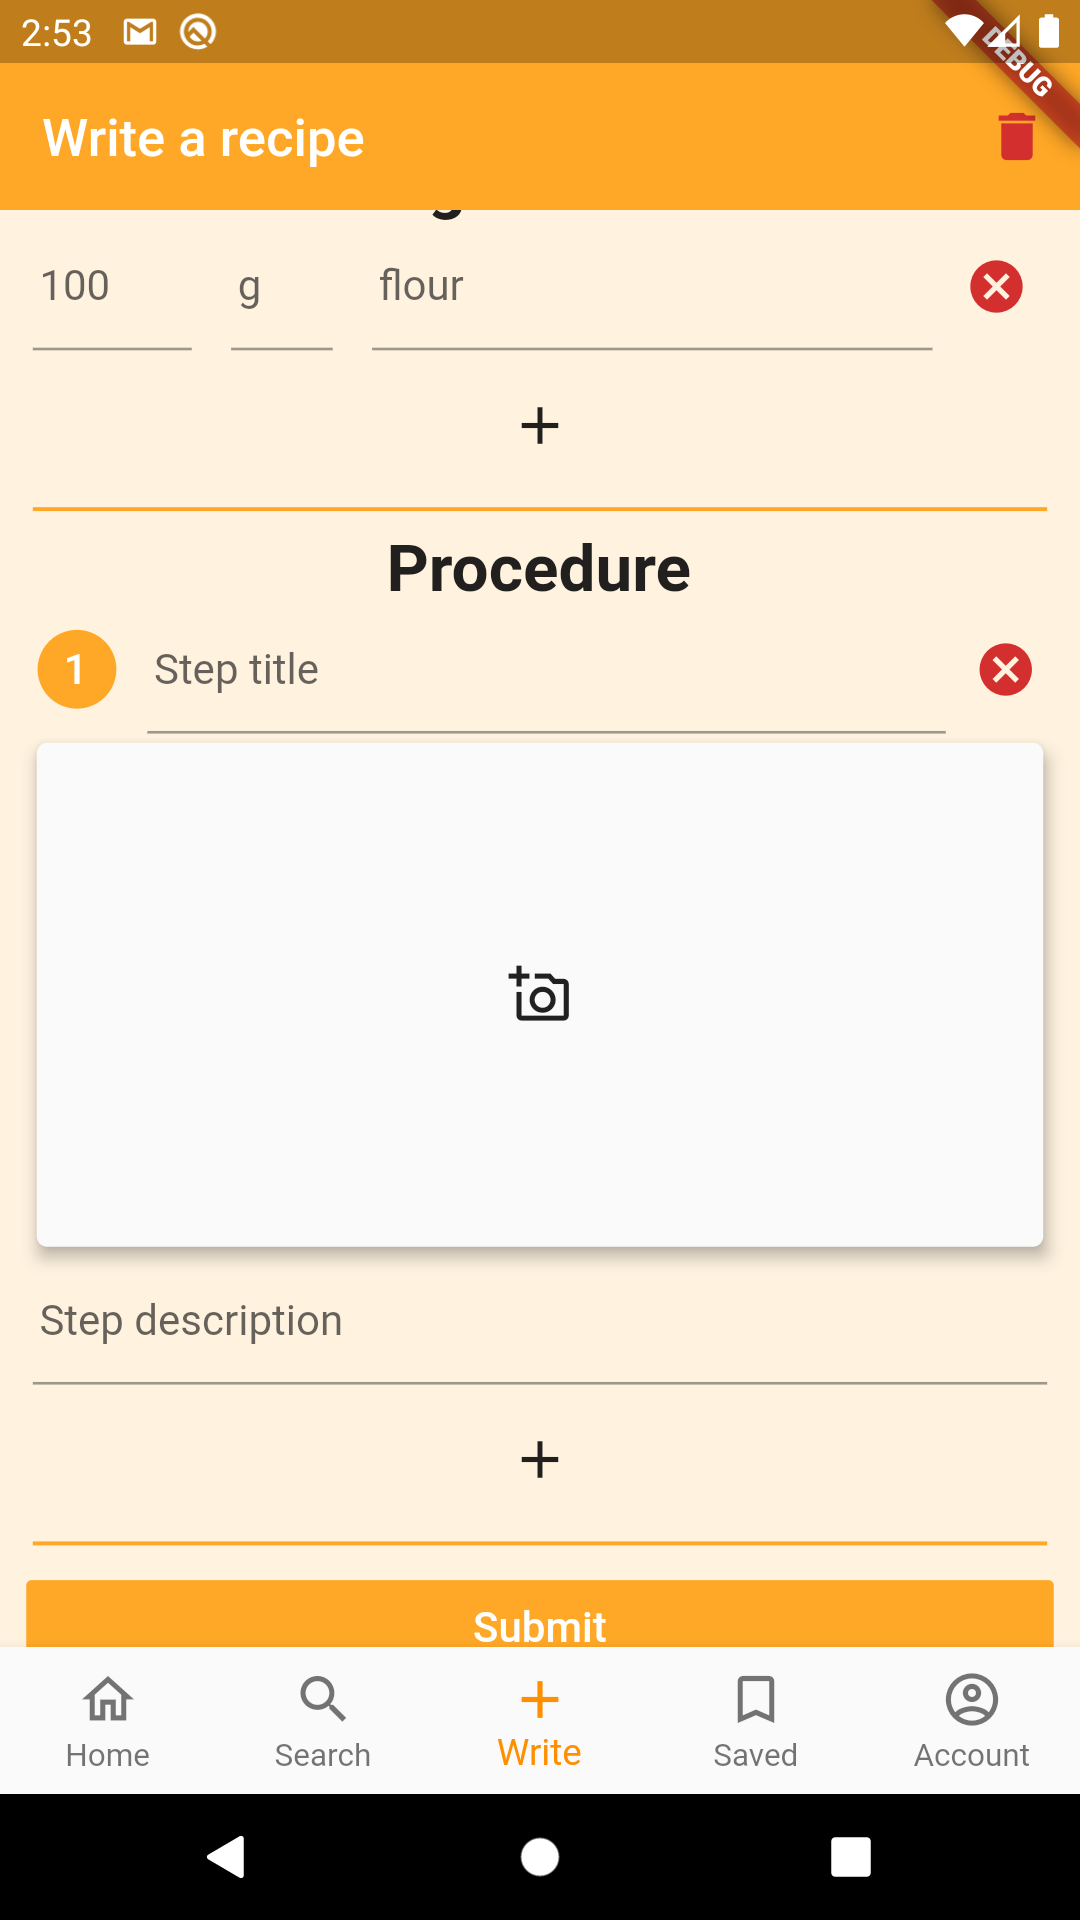 2:53
DEBUG
Write a recipe
100 g flour
Procedure
1 Step title
Step description
Submit
Home Search Write Saved Account